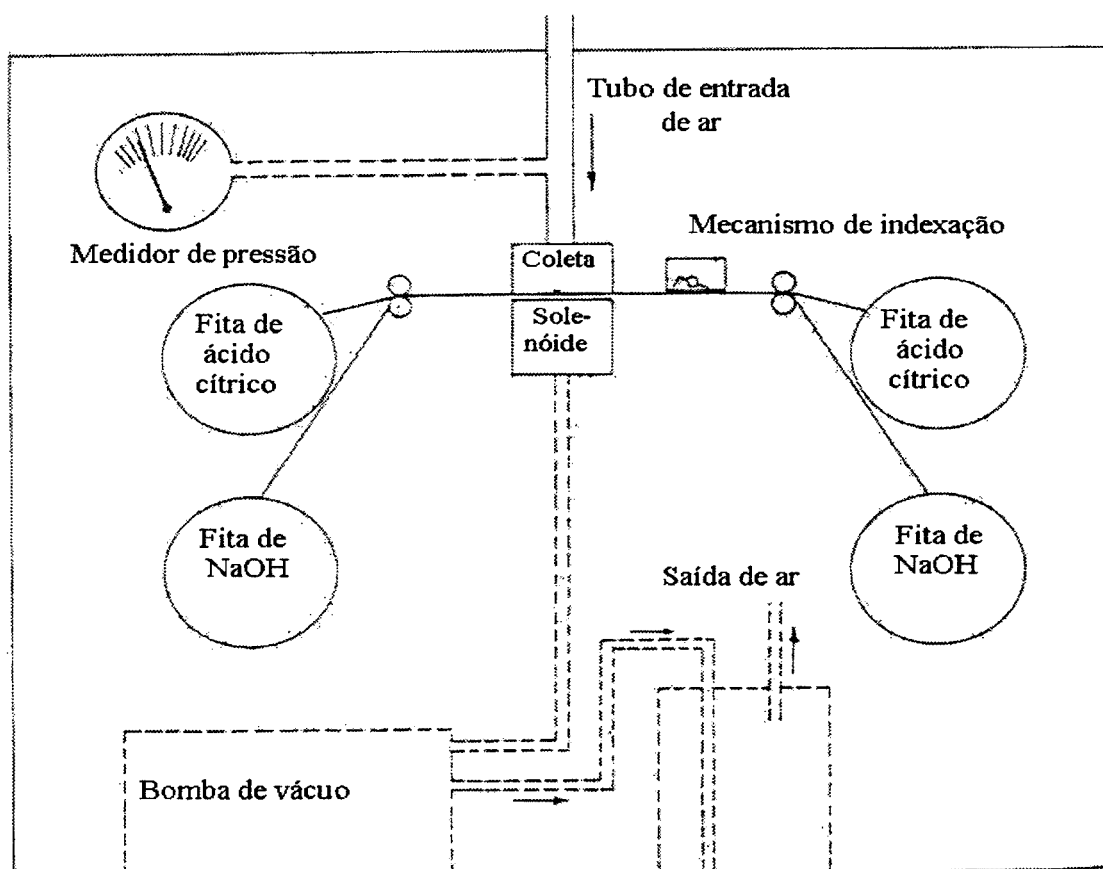 Tubo de entrada
de ar
Mecanismo de indexação
Medidor de pressão
Coleta
Sole-
nóide
Fita de
ácido
cítrico
Fita de
ácido
cítrico
Fita de
NaOH
Fita de
NaOH
Saída de ar
Bomba de vácuo